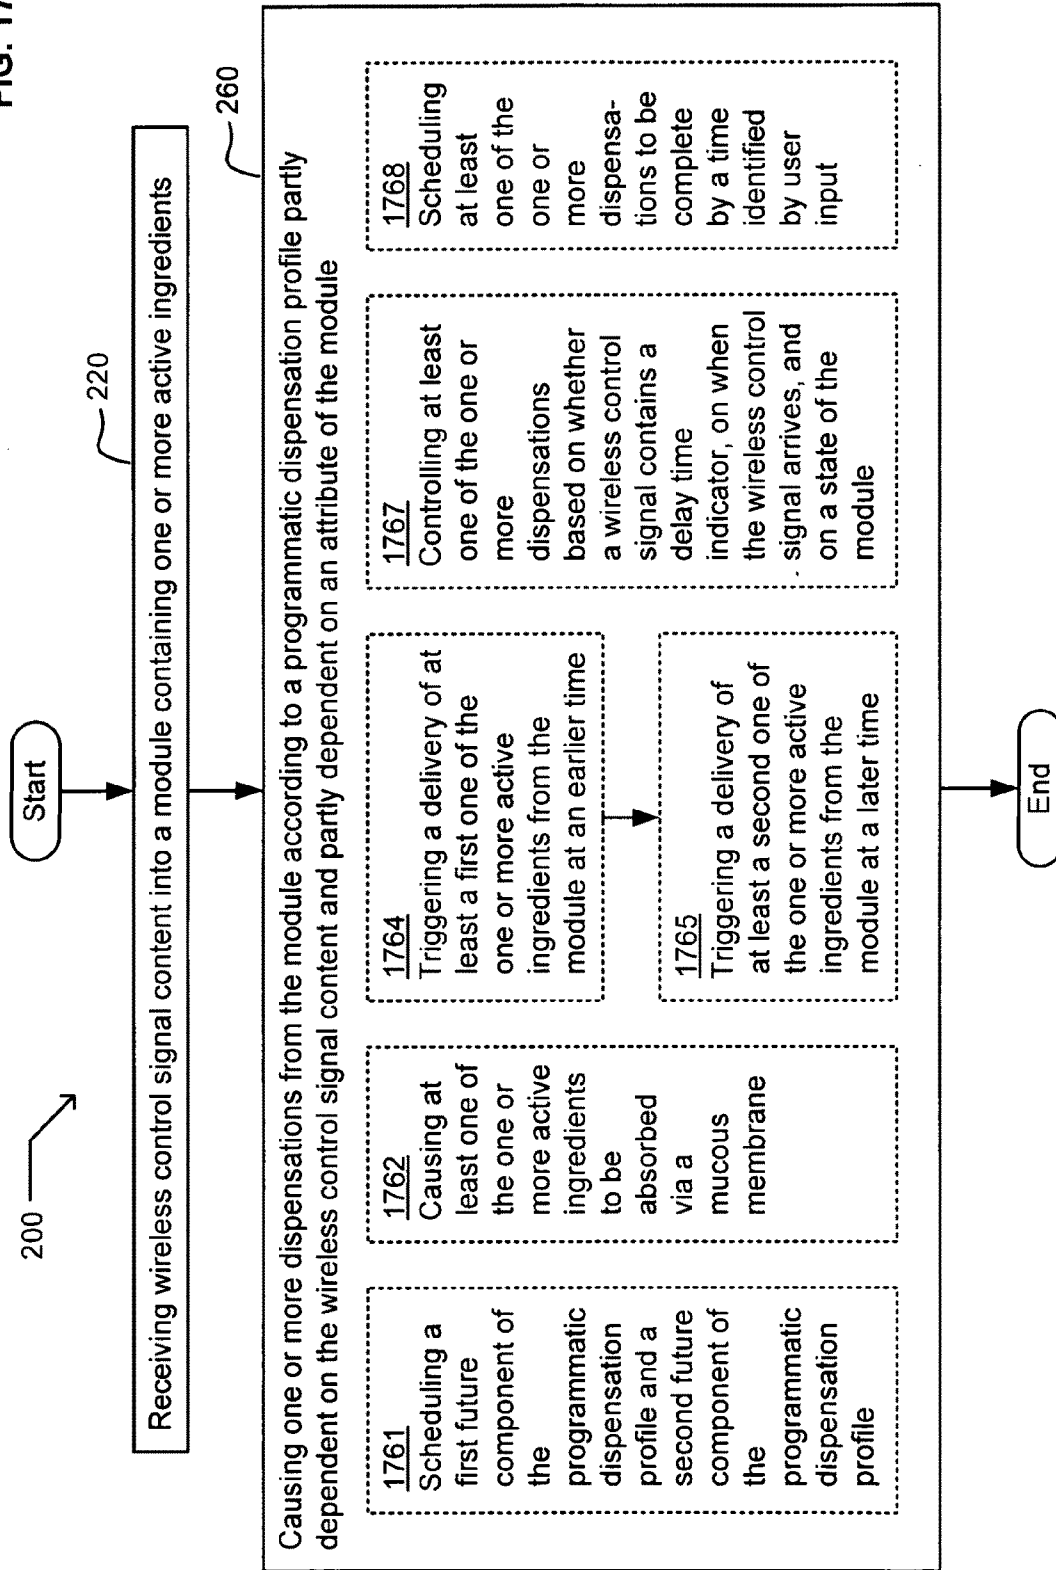 FIG. 17
200
Start
220
Receiving wireless control signal content into a module containing one or more active ingredients
260
Causing one or more dispensations from the module according to a programmatic dispensation profile partly
dependent on the wireless control signal content and partly dependent on an attribute of the module
1761
Scheduling a
first future
component of
the
programmatic
dispensation
profile and a
second future
component of
the
programmatic
dispensation
profile
1762
Causing at
least one of
the one or
more active
ingredients
to be
absorbed
via a
mucous
membrane
1764
Triggering a delivery of at
least a first one of the
one or more active
ingredients from the
module at an earlier time
1765
Triggering a delivery of
at least a second one of
the one or more active
ingredients from the
module at a later time
1767
Controlling at least
one of the one or
more
dispensations
based on whether
a wireless control
signal contains a
delay time
indicator, on when
the wireless control
signal arrives, and
on a state of the
module
1768
Scheduling
at least
one of the
one or
more
dispensa-
tions to be
complete
by a time
identified
by user
input
End